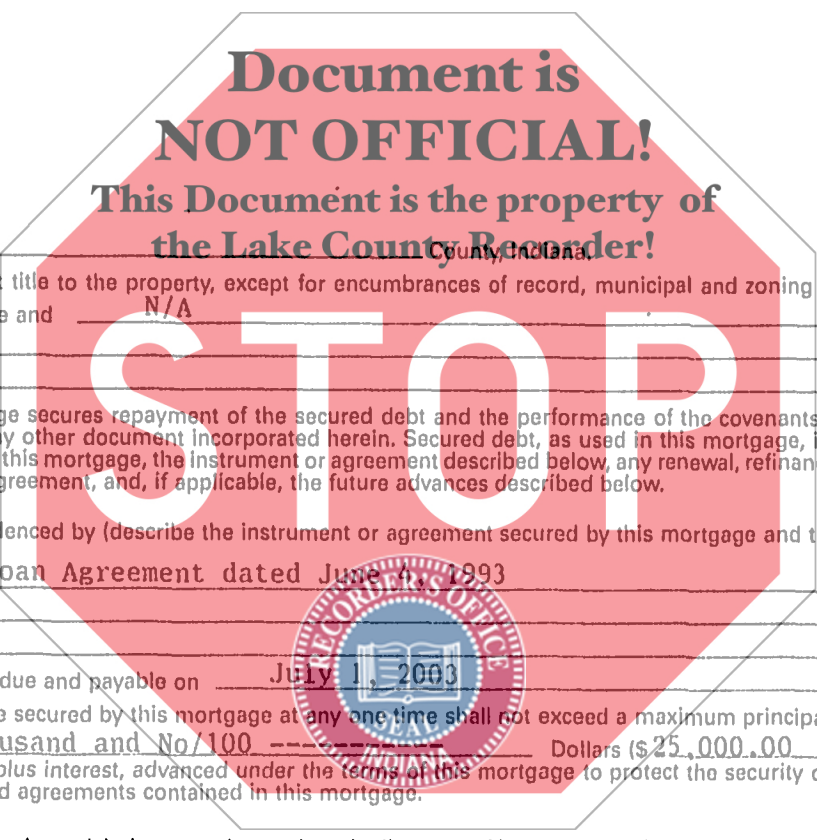 Document is
NOT OFFICIAL!
This Document is the property of
the Lake County Recorder!
County, Indiana,
title to the property, except for encumbrances of record, municipal and zoning
e and N/A
STOP
ge secures repayment of the secured debt and the performance of the covenants
y other document incorporated herein. Secured debt, as used in this mortgage, i
this mortgage, the instrument or agreement described below, any renewal, refinan
greement, and, if applicable, the future advances described below.
denced by (describe the instrument or agreement secured by this mortgage and t
oan Agreement dated June 4, 1993
RECORDER'S OFFICE
SEAL
INDIANA
due and payable on July 1, 2003
e secured by this mortgage at any one time shall not exceed a maximum principa
usand and No/100 ------------ Dollars ($25,000.00
plus interest, advanced under the terms of this mortgage to protect the security o
d agreements contained in this mortgage.